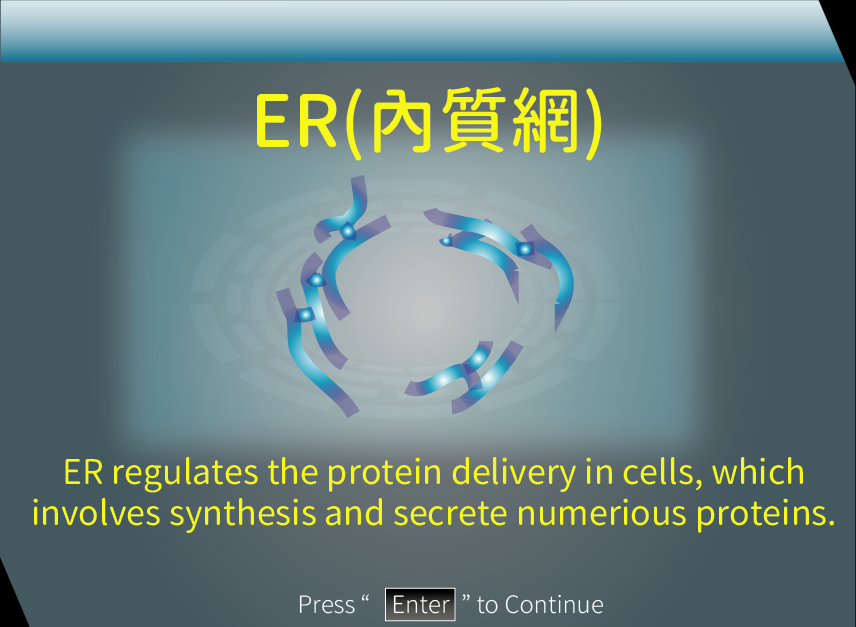 ER(內質網)
ER regulates the protein delivery in cells, which
involves synthesis and secrete numerious proteins.
Press “ Enter ” to Continue